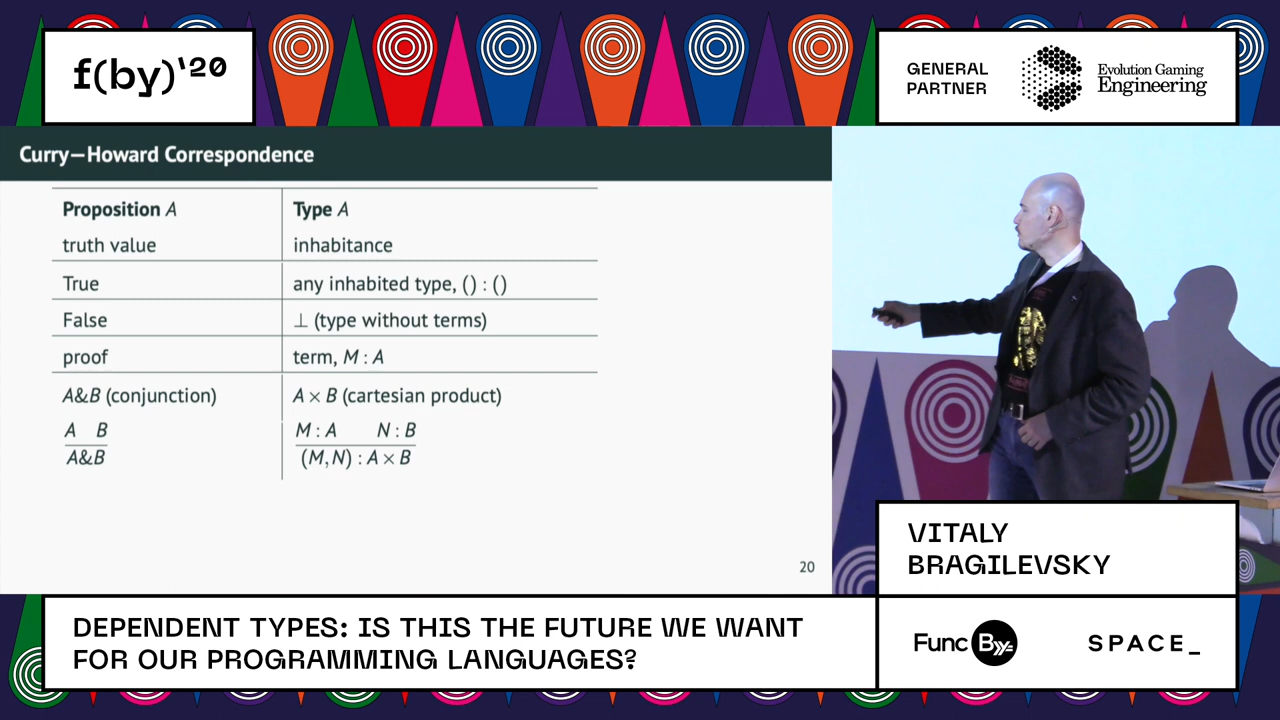 f(by)'20
GENERAL
PARTNER
Evolution Gaming
Engineering
Curry—Howard Correspondence
Proposition A
Type A
truth value
inhabitance
True
any inhabited type, () : ()
False
⊥ (type without terms)
proof
term, M : A
A&B (conjunction)
A × B (cartesian product)
A B
A&B
M : A N : B
(M, N) : A × B
20
VITALY
BRAGILEVSKY
DEPENDENT TYPES: IS THIS THE FUTURE WE WANT
FOR OUR PROGRAMMING LANGUAGES?
Func By
SPACE_